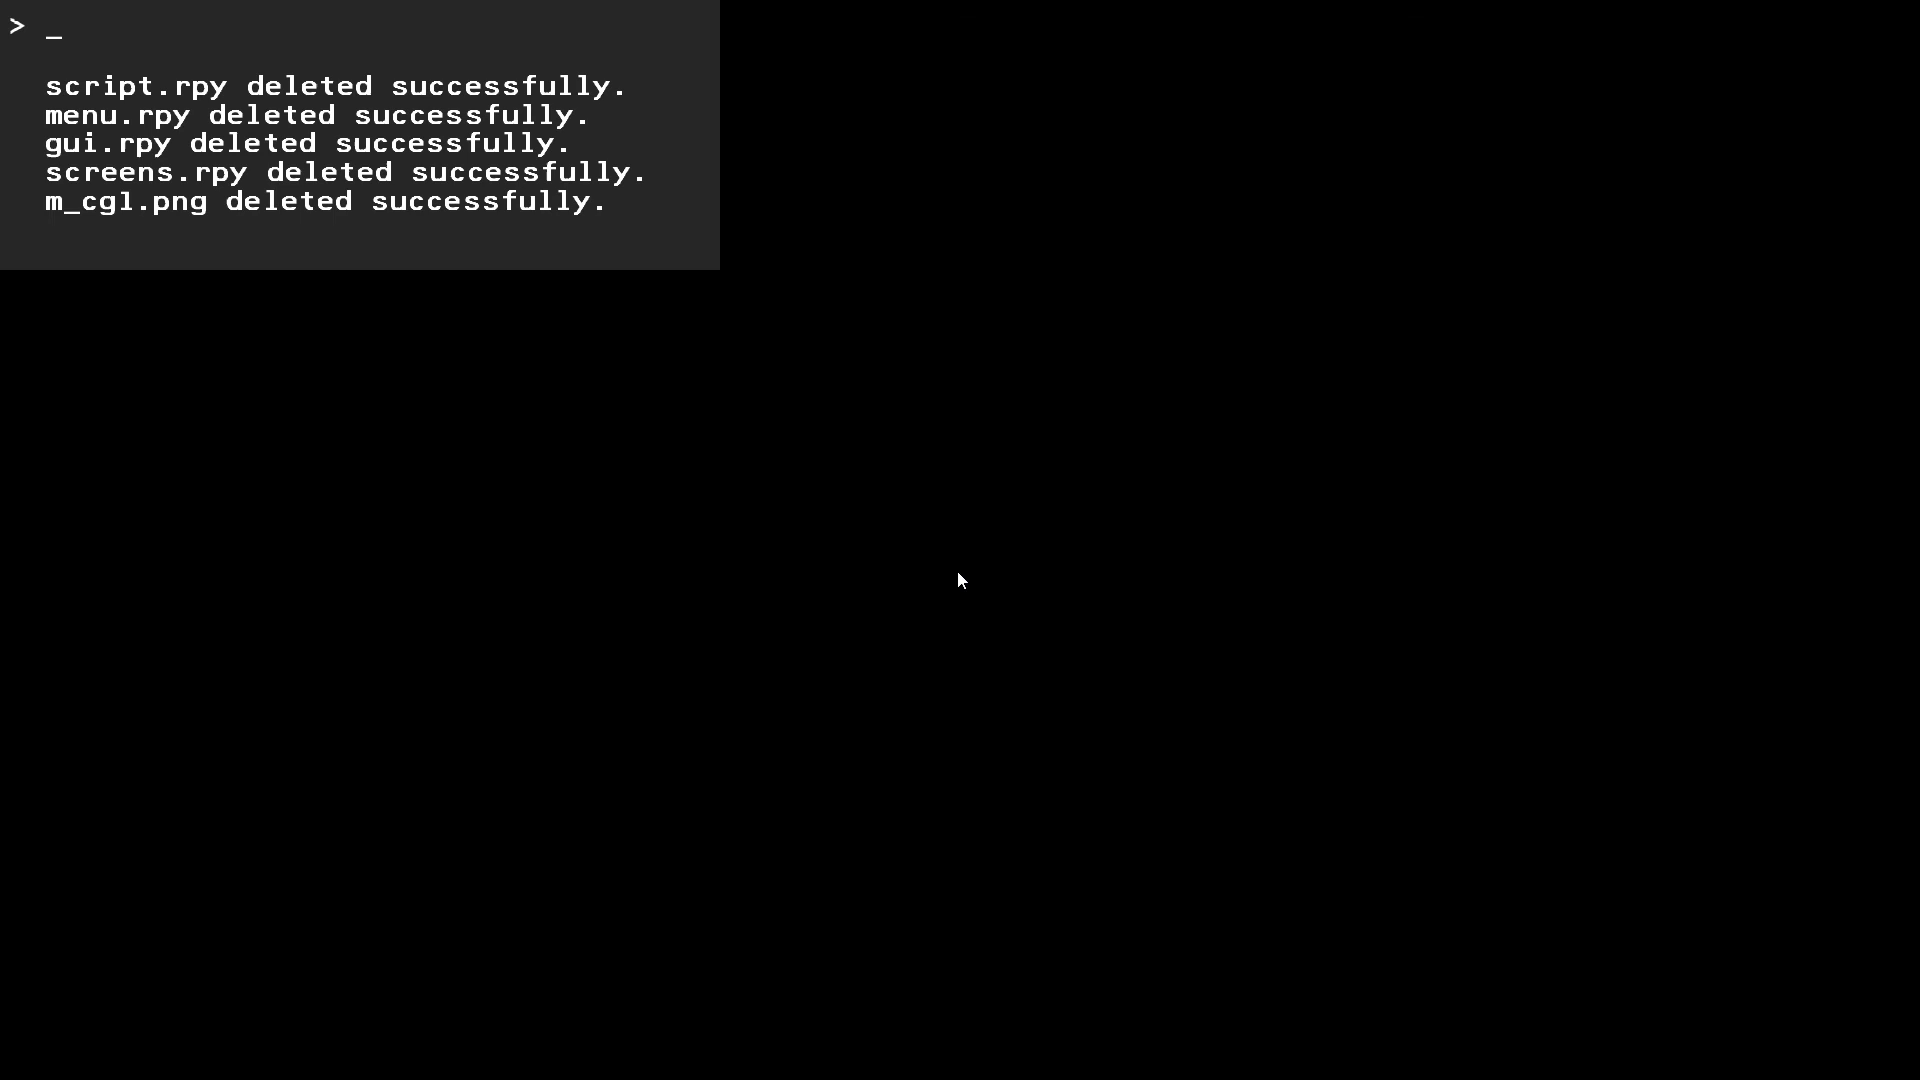 > _
script.rpy deleted successfully.
menu.rpy deleted successfully.
gui.rpy deleted successfully.
screens.rpy deleted successfully.
m_cg1.png deleted successfully.